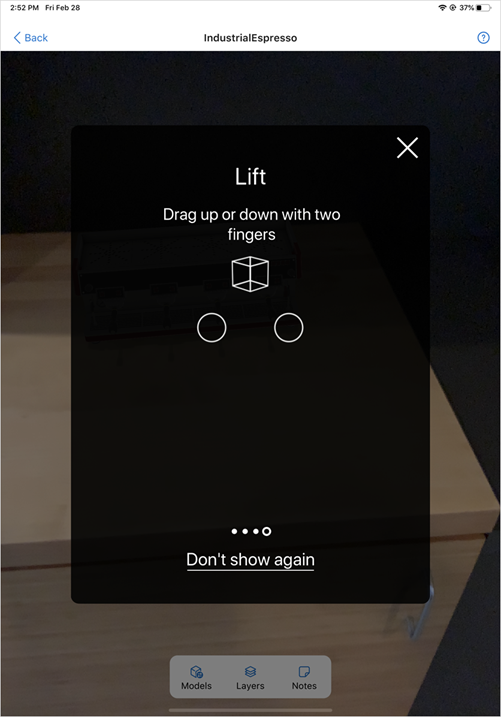 2:52 PM Fri Feb 28
37%
Back
IndustrialEspresso
Lift
Drag up or down with two
fingers
Don't show again
Models
Layers
Notes